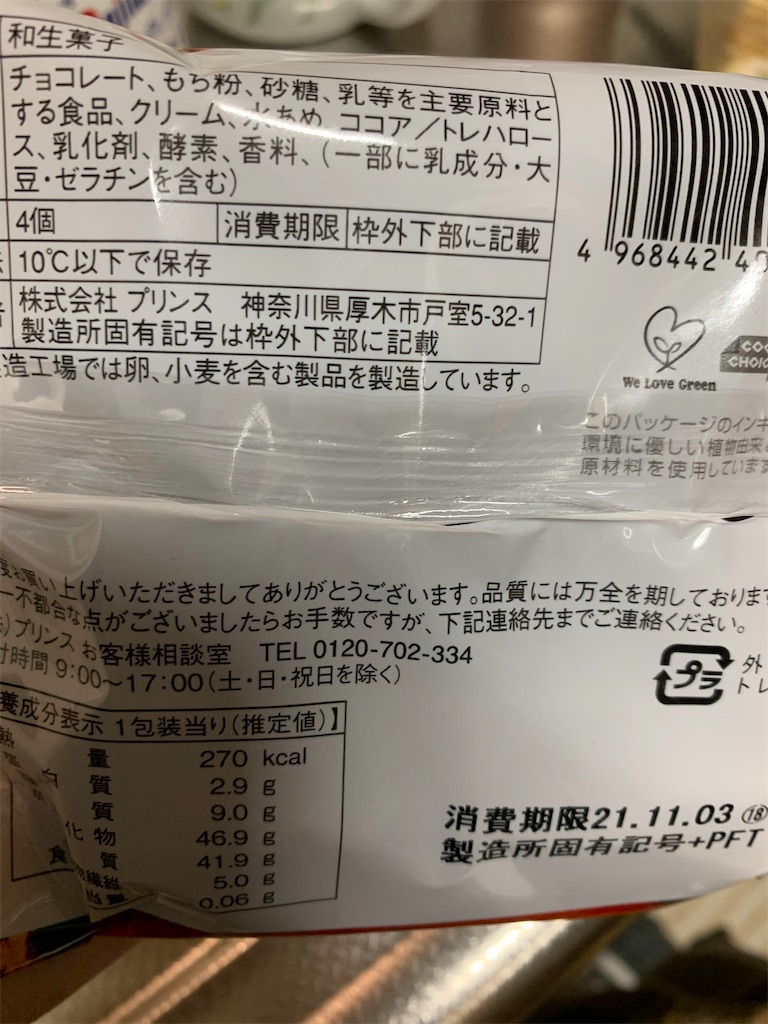 和生菓子
チョコレート、もち粉、砂糖、乳等を主要原料と
する食品、クリーム、水あめ、ココア/トレハロー
ス、乳化剤、酵素、香料、(一部に乳成分・大
豆・ゼラチンを含む)
4個 消費期限 枠外下部に記載
10℃以下で保存
株式会社 プリンス 神奈川県厚木市戸室5-32-1
製造所固有記号は枠外下部に記載
造工場では卵、小麦を含む製品を製造しています。
4 968442 4
We Love Green
このパッケージのインキ
環境に優しい植物由来
原材料を使用しています
買い上げいただきましてありがとうございます。品質には万全を期しております
一不都合な点がございましたらお手数ですが、下記連絡先までご連絡ください。
プリンス お客様相談室 TEL 0120-702-334
付時間 9:00〜17:00(土・日・祝日を除く)
プラ
外
トレ
養成分表示 1包装当り(推定値)】
熱量 270 kcal
白質 2.9 g
質 9.0 g
化物 46.9 g
質 41.9 g
食物繊維 5.0 g
0.06 g
消費期限21.11.03 ⑱
製造所固有記号+PFT